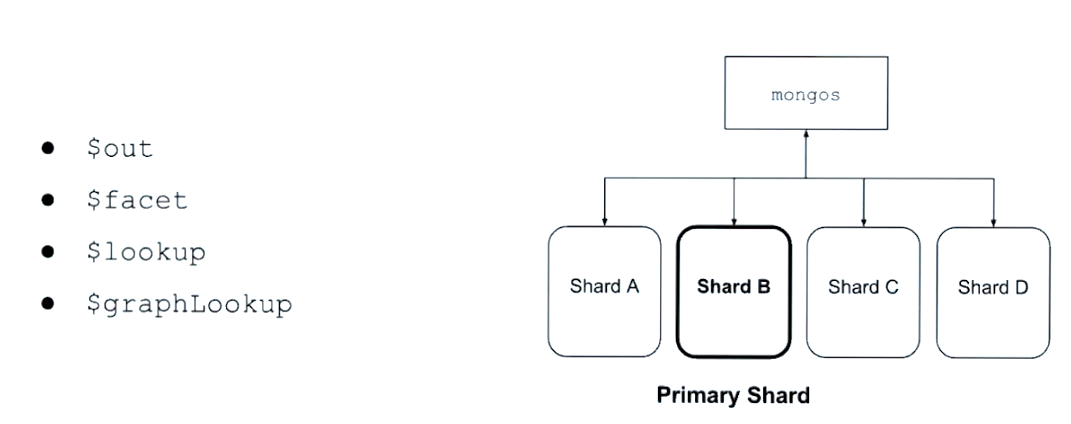 ● $out
● $facet
● $lookup
● $graphLookup
mongos
Shard A
Shard B
Shard C
Shard D
Primary Shard